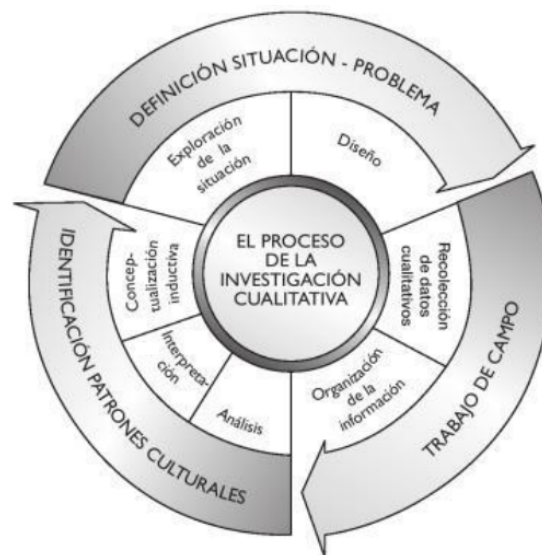 DEFINICIÓN SITUACIÓN - PROBLEMA
Exploración
de la
situación
Diseño
EL PROCESO
DE LA
INVESTIGACIÓN
CUALITATIVA
Recolección
de datos
cualitativos
Organización
de la
información
TRABAJO DE CAMPO
Análisis
Interpreta-
ción
Concep-
tualización
inductiva
IDENTIFICACIÓN PATRONES CULTURALES